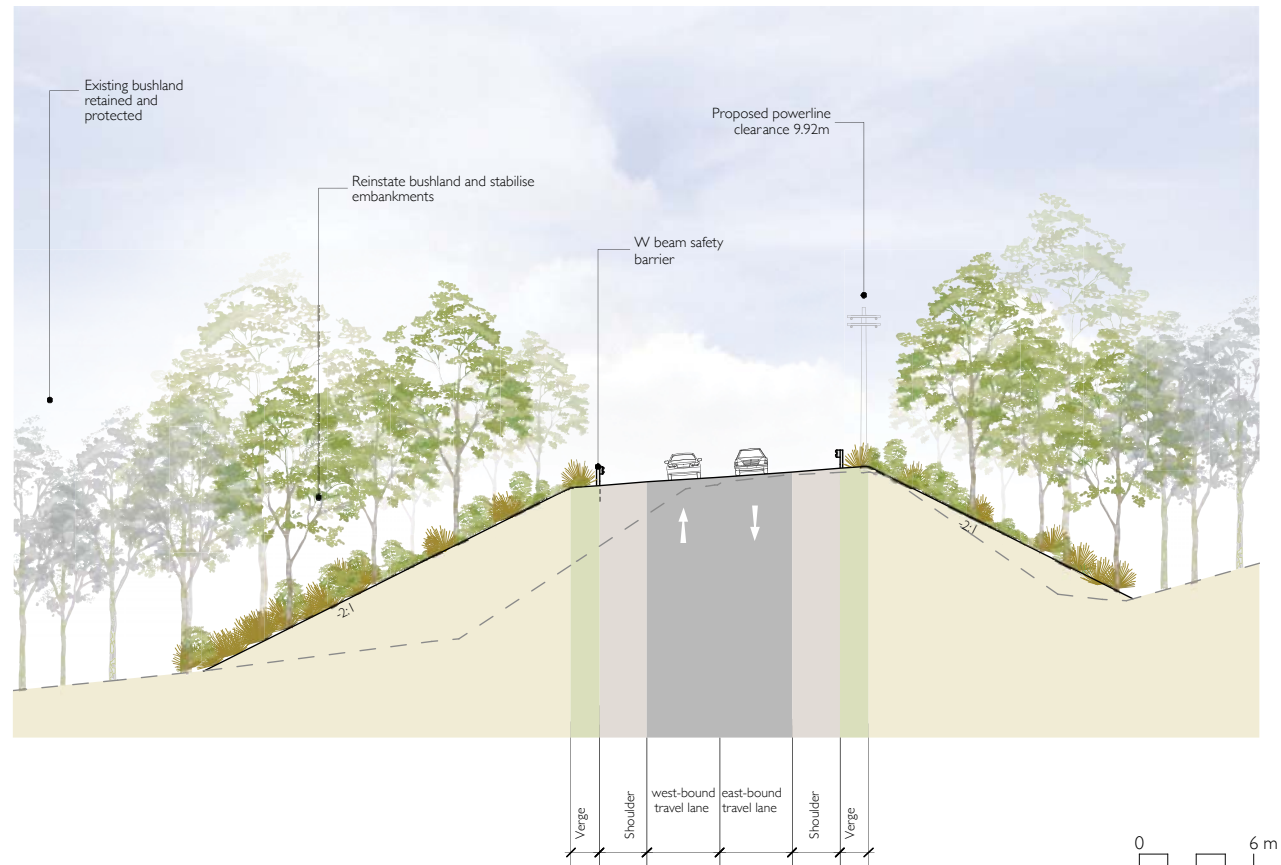 Existing bushland
retained and
protected
Proposed powerline
clearance 9.92m
Reinstate bushland and stabilise
embankments
W beam safety
barrier
-2:1
-2:1
Verge
Shoulder
west-bound
travel lane
east-bound
travel lane
Shoulder
Verge
0
6 m